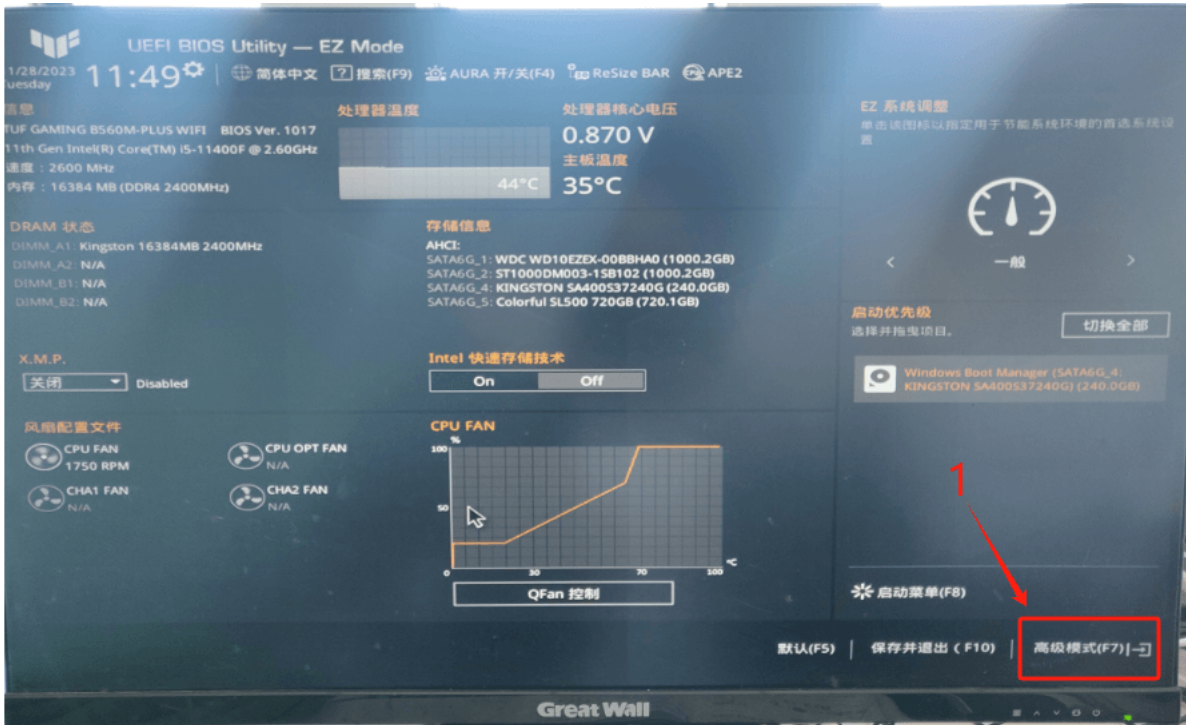 UEFI BIOS Utility — EZ Mode
1/28/2023
uesday
11:49
简体中文
搜索(F9)
AURA 开/关(F4)
ReSize BAR
APE2
信息
TUF GAMING B560M-PLUS WIFI BIOS Ver. 1017
11th Gen Intel(R) Core(TM) i5-11400F @ 2.60GHz
速度 : 2600 MHz
内存 : 16384 MB (DDR4 2400MHz)
处理器温度
44°C
处理器核心电压
0.870 V
主板温度
35°C
EZ 系统调整
单击该图标以指定用于节能系统环境的首选系统设
置
一般
DRAM 状态
DIMM_A1: Kingston 16384MB 2400MHz
DIMM_A2: N/A
DIMM_B1: N/A
DIMM_B2: N/A
存储信息
AHCI:
SATA6G_1: WDC WD10EZEX-00BBHA0 (1000.2GB)
SATA6G_2: ST1000DM003-1SB102 (1000.2GB)
SATA6G_4: KINGSTON SA400S37240G (240.0GB)
SATA6G_5: Colorful SL500 720GB (720.1GB)
启动优先级
选择并拖曳项目。
切换全部
Windows Boot Manager (SATA6G_4:
KINGSTON SA400S37240G) (240.0GB)
X.M.P.
关闭
Disabled
Intel 快速存储技术
On
Off
风扇配置文件
CPU FAN
1750 RPM
CPU OPT FAN
N/A
CHA1 FAN
N/A
CHA2 FAN
N/A
CPU FAN
%
100
50
0
30
70
100
°C
QFan 控制
1
启动菜单(F8)
默认(F5)
保存并退出 ( F10)
高级模式(F7)
Great Wall